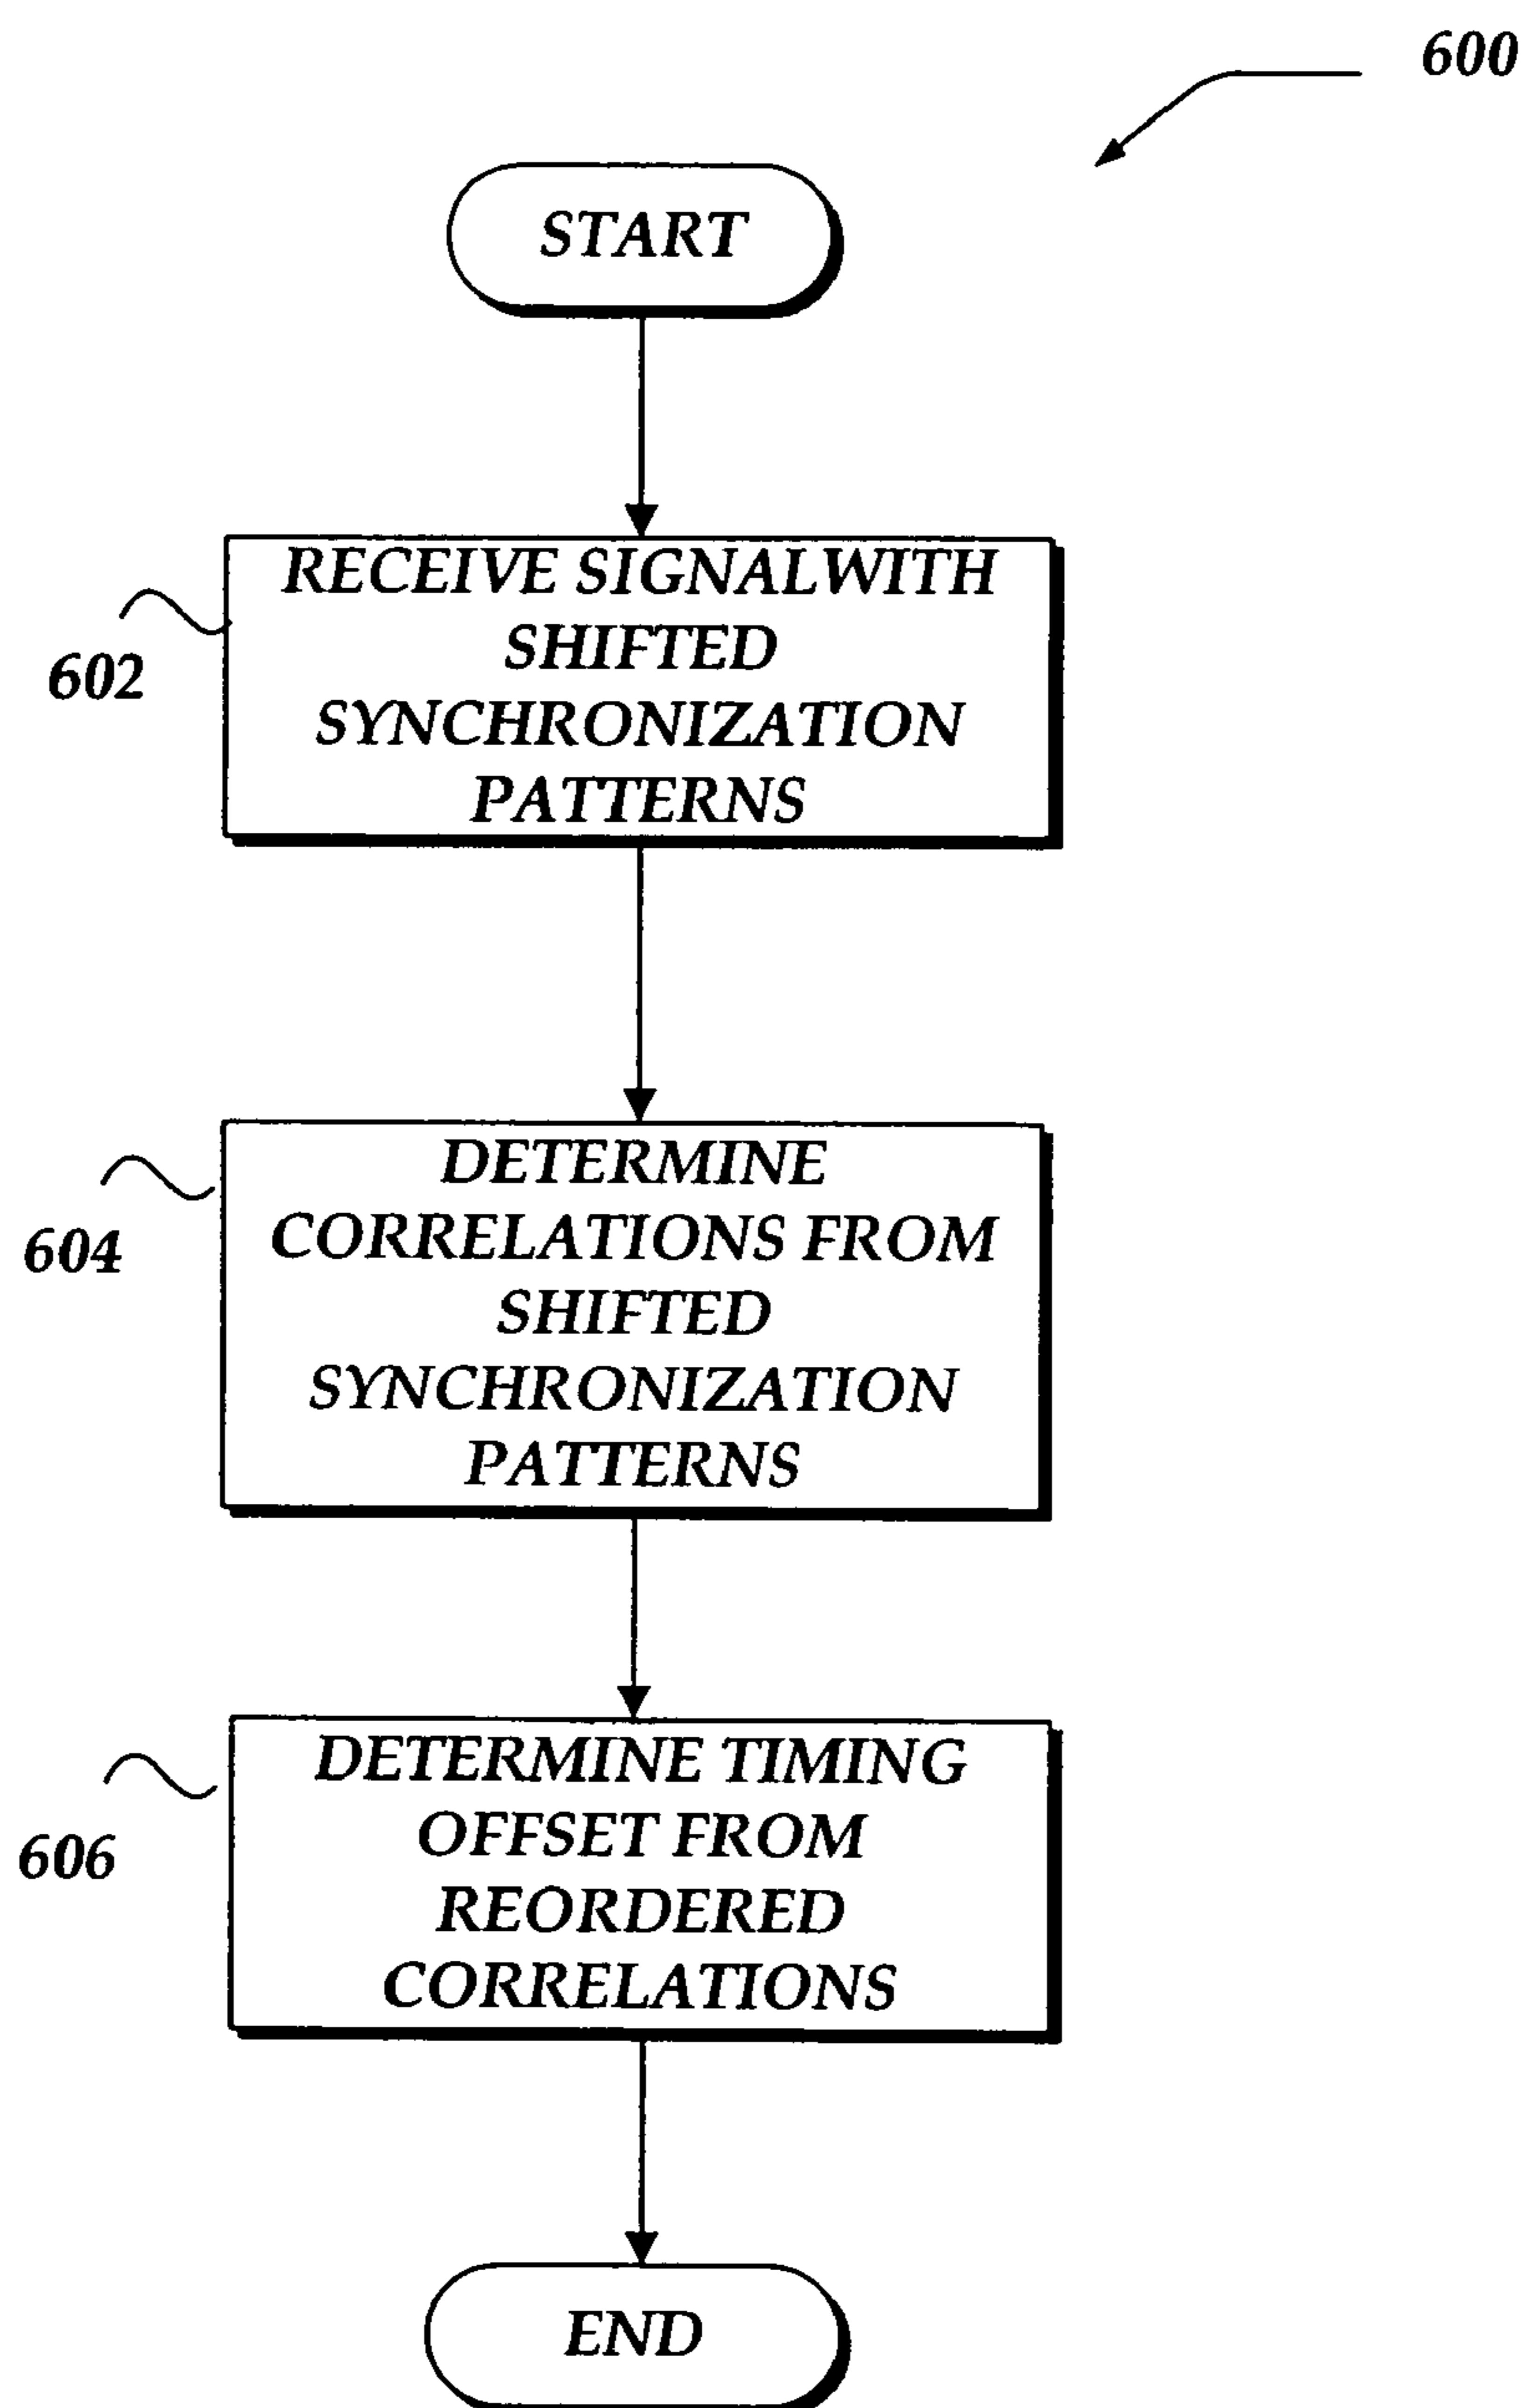 600
START
RECEIVE SIGNALWITH
SHIFTED
SYNCHRONIZATION
PATTERNS
602
DETERMINE
CORRELATIONS FROM
SHIFTED
SYNCHRONIZATION
PATTERNS
604
DETERMINE TIMING
OFFSET FROM
REORDERED
CORRELATIONS
606
END